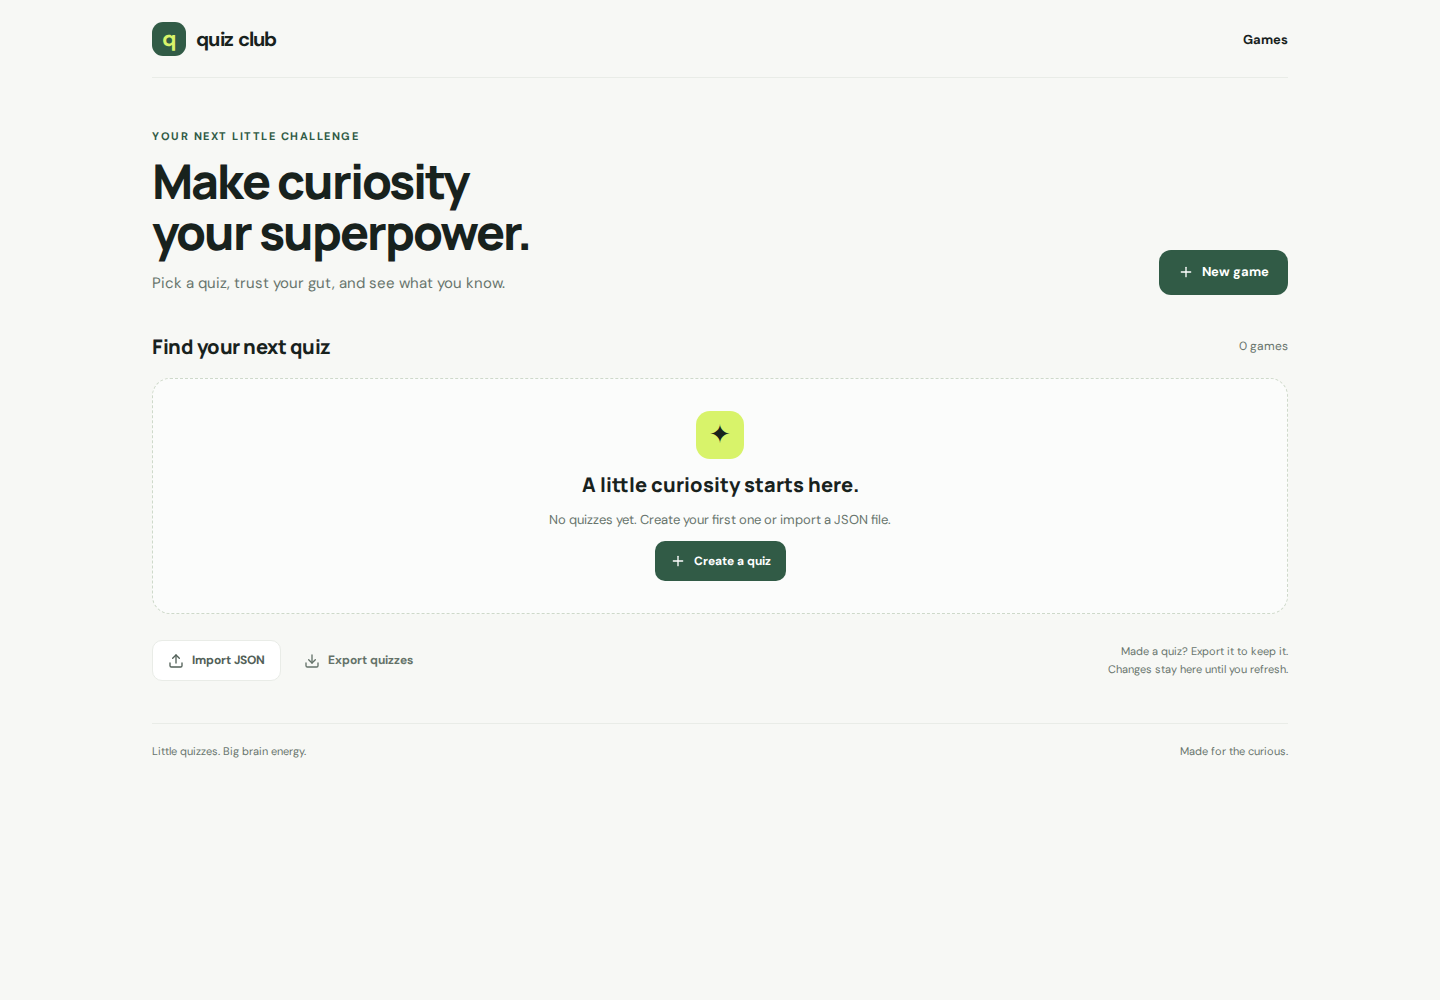 q quiz club
Games
YOUR NEXT LITTLE CHALLENGE
Make curiosity
your superpower.
Pick a quiz, trust your gut, and see what you know.
New game
Find your next quiz
0 games
A little curiosity starts here.
No quizzes yet. Create your first one or import a JSON file.
Create a quiz
Import JSON
Export quizzes
Made a quiz? Export it to keep it.
Changes stay here until you refresh.
Little quizzes. Big brain energy.
Made for the curious.